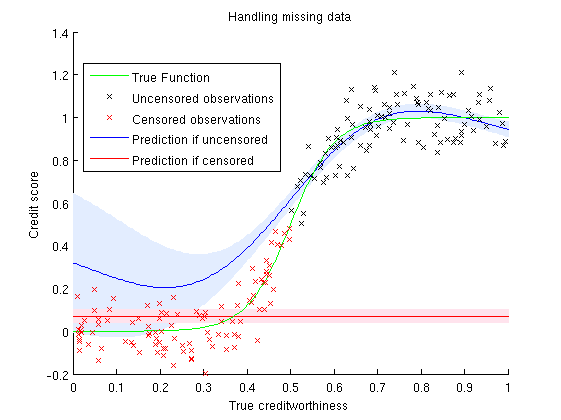 Handling missing data
1.4
1.2
1
0.8
0.6
0.4
0.2
0
-0.2
Credit score
True Function
Uncensored observations
Censored observations
Prediction if uncensored
Prediction if censored
0 0.1 0.2 0.3 0.4 0.5 0.6 0.7 0.8 0.9 1
True creditworthiness